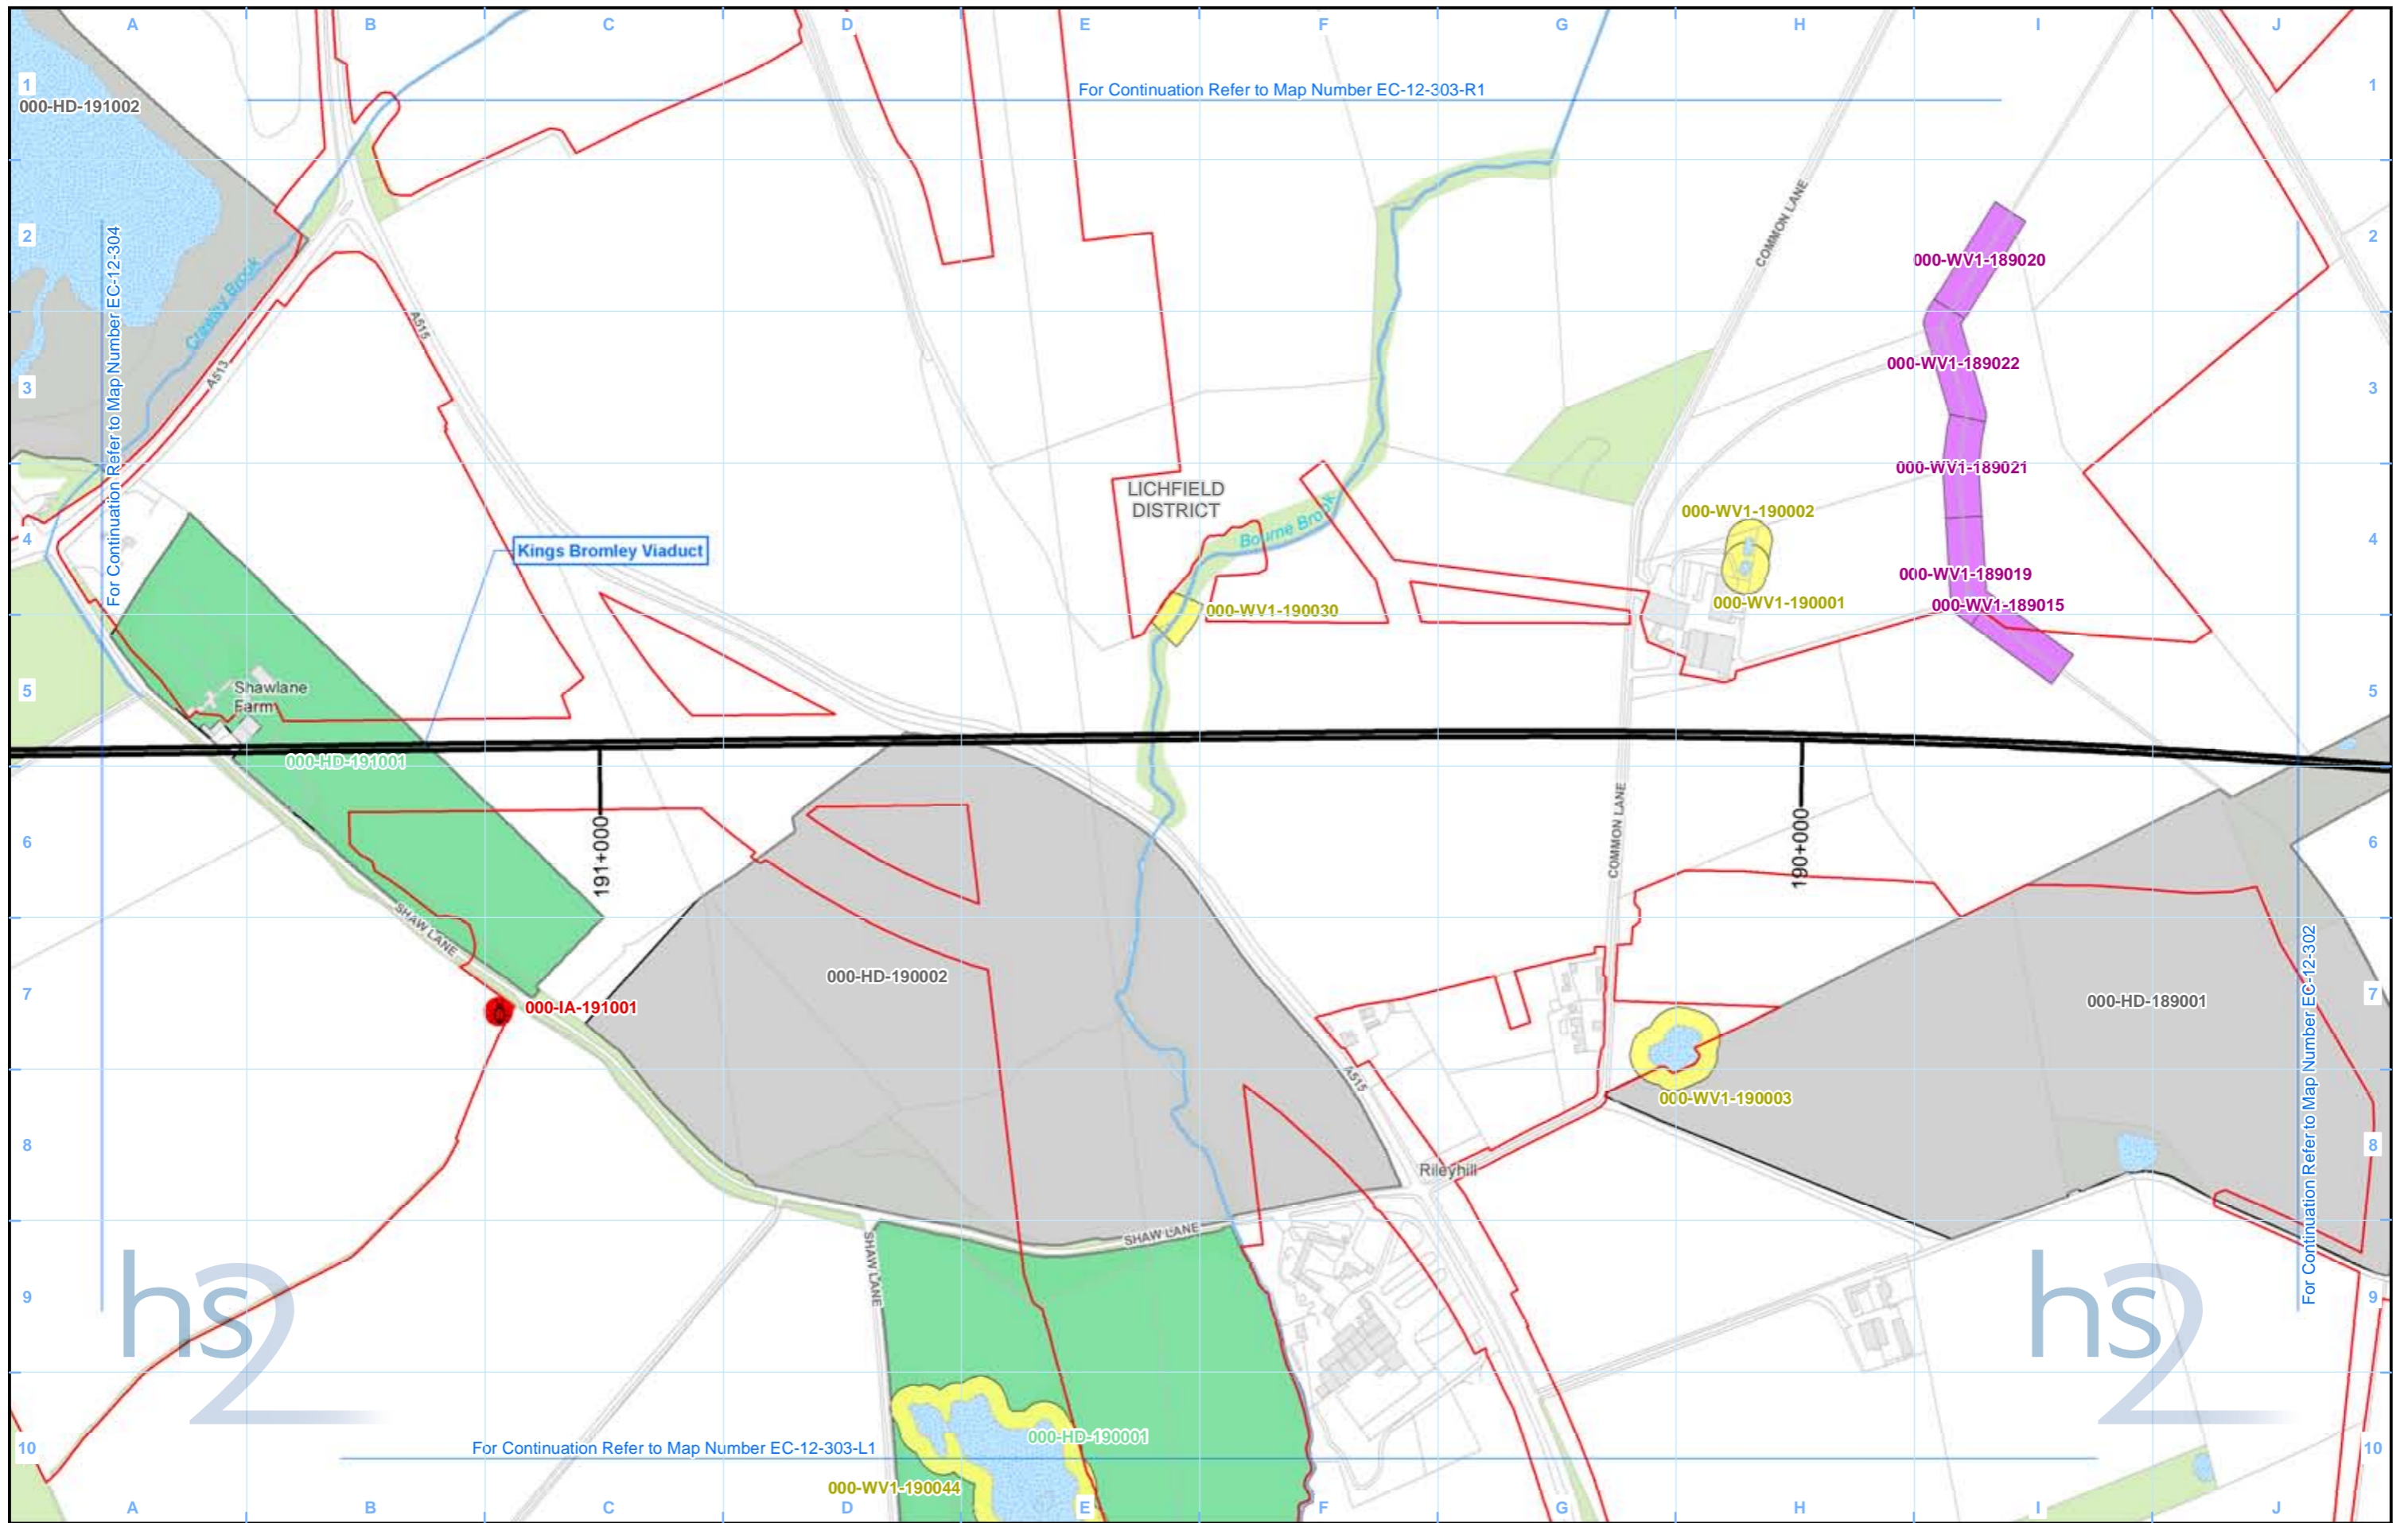 A B C D E F G H I J
1
1
For Continuation Refer to Map Number EC-12-303-R1
000-HD-191002
2
2
COMMON LANE
000-WV1-189020
For Continuation Refer to Map Number EC-12-304
Crawley Brook
A515
A513
3
3
000-WV1-189022
000-WV1-189021
LICHFIELD
DISTRICT
000-WV1-190002
Bourne Brook
4
4
Kings Bromley Viaduct
000-WV1-189019
000-WV1-190030
000-WV1-190001
000-WV1-189015
5
5
Shawlane
Farm
000-HD-191001
6
6
191+000
COMMON LANE
190+000
SHAW LANE
7
7
000-HD-190002
000-IA-191001
000-HD-189001
For Continuation Refer to Map Number EC-12-302
A515
000-WV1-190003
8
8
Rileyhill
SHAW LANE
SHAW LANE
9
9
hs2
hs2
10
10
000-HD-190001
For Continuation Refer to Map Number EC-12-303-L1
000-WV1-190044
A B C D E F G H I J